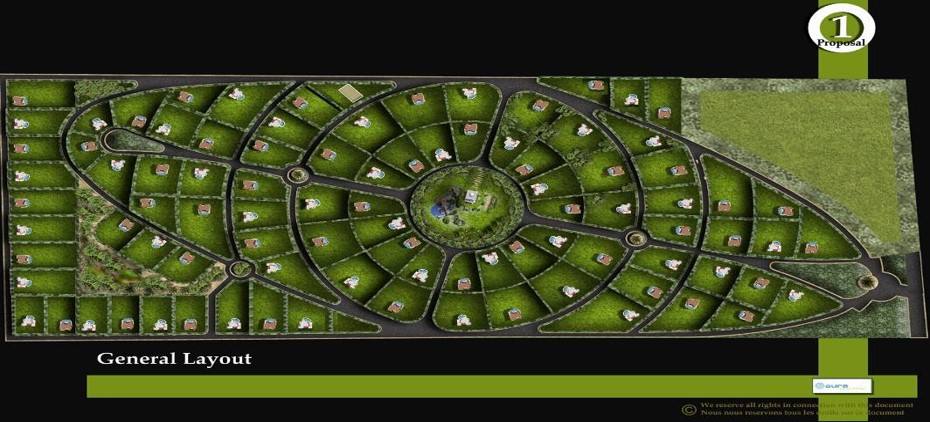 1
Proposal
General Layout
aura
© We reserve all rights in connection with this document
Nous nous reservons tous les droits sur ce document